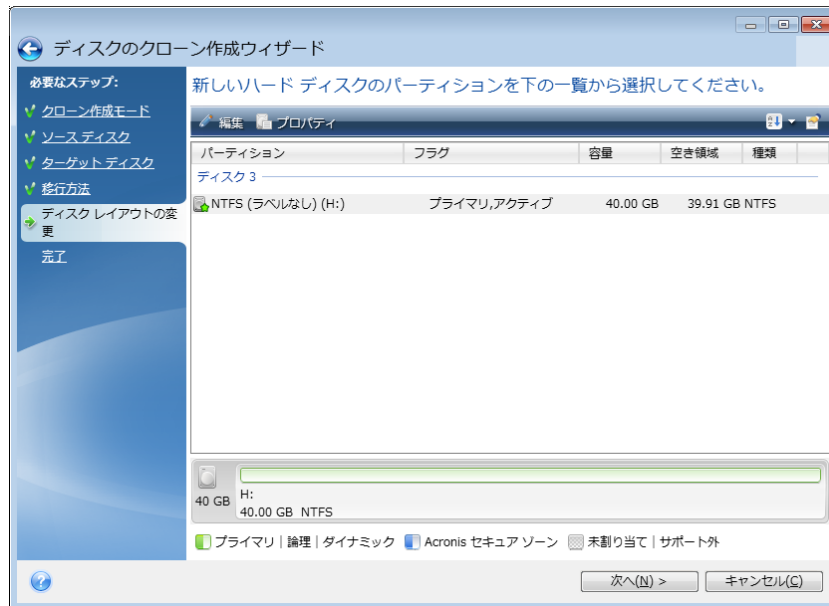 ディスクのクローン作成ウィザード
必要なステップ:
クローン作成モード
ソース ディスク
ターゲット ディスク
移行方法
ディスク レイアウトの変
更
完了
新しいハード ディスクのパーティションを下の一覧から選択してください。
編集 プロパティ
パーティション フラグ 容量 空き領域 種類
ディスク 3
NTFS (ラベルなし) (H:) プライマリ,アクティブ 40.00 GB 39.91 GB NTFS
40 GB
H:
40.00 GB NTFS
プライマリ | 論理 | ダイナミック Acronis セキュア ゾーン 未割り当て | サポート外
次へ(N) > キャンセル(C)